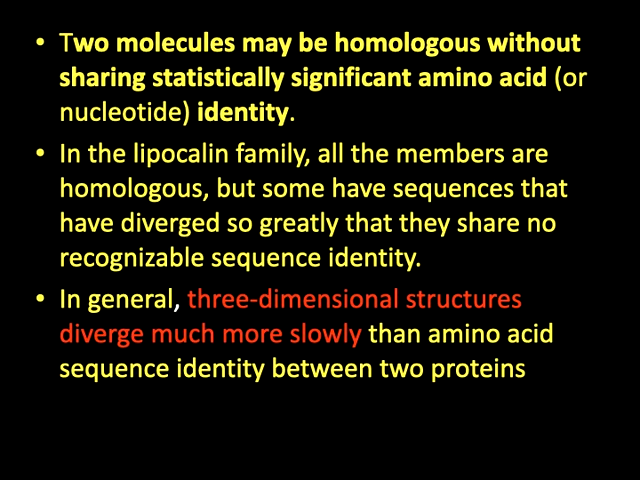 • Two molecules may be homologous without
sharing statistically significant amino acid (or
nucleotide) identity.
• In the lipocalin family, all the members are
homologous, but some have sequences that
have diverged so greatly that they share no
recognizable sequence identity.
• In general, three-dimensional structures
diverge much more slowly than amino acid
sequence identity between two proteins